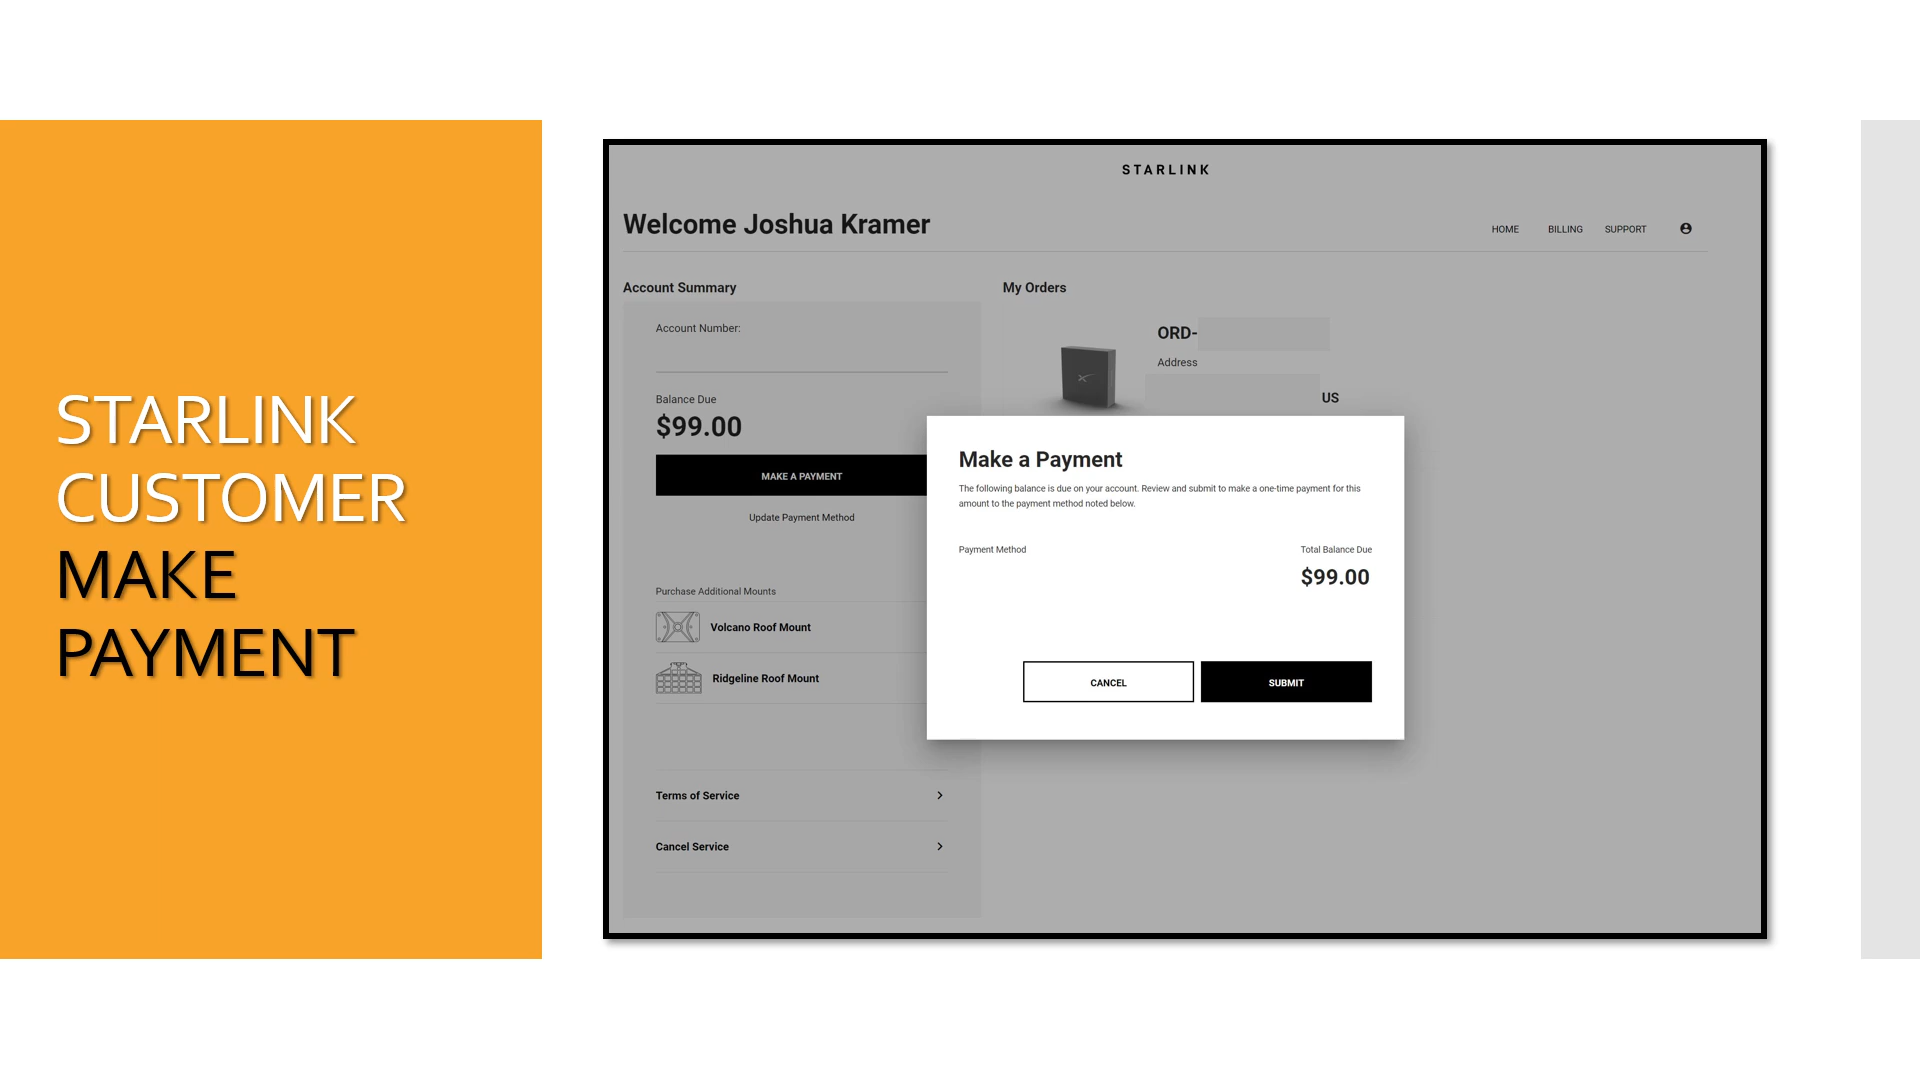 STARLINK
CUSTOMER
MAKE
PAYMENT
STARLINK
Welcome Joshua Kramer
HOME BILLING SUPPORT
Account Summary
Account Number:
Balance Due
$99.00
MAKE A PAYMENT
Update Payment Method
Purchase Additional Mounts
Volcano Roof Mount
Ridgeline Roof Mount
Terms of Service
Cancel Service
My Orders
ORD-
Address
US
Make a Payment
The following balance is due on your account. Review and submit to make a one-time payment for this
amount to the payment method noted below.
Payment Method
Total Balance Due
$99.00
CANCEL
SUBMIT